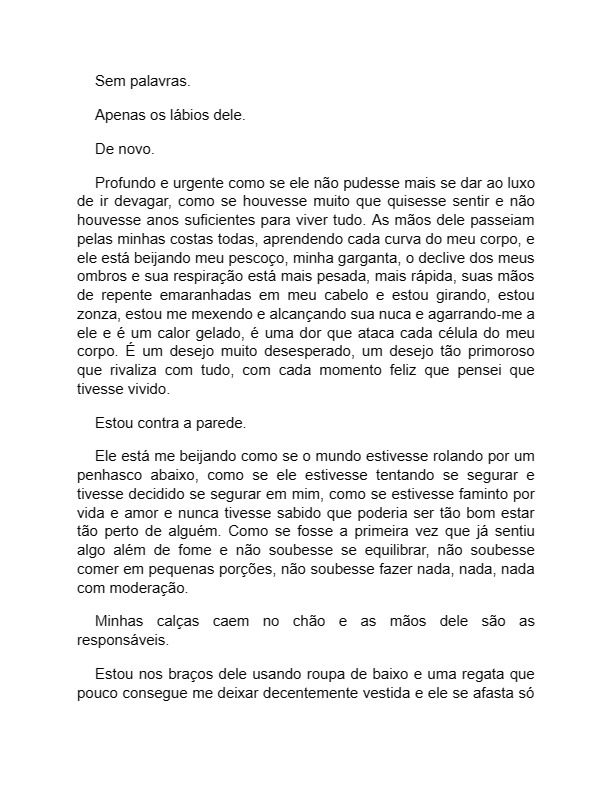 Sem palavras.
Apenas os lábios dele.
De novo.
Profundo e urgente como se ele não pudesse mais se dar ao luxo
de ir devagar, como se houvesse muito que quisesse sentir e não
houvesse anos suficientes para viver tudo. As mãos dele passeiam
pelas minhas costas todas, aprendendo cada curva do meu corpo, e
ele está beijando meu pescoço, minha garganta, o declive dos meus
ombros e sua respiração está mais pesada, mais rápida, suas mãos
de repente emaranhadas em meu cabelo e estou girando, estou
zonza, estou me mexendo e alcançando sua nuca e agarrando-me a
ele e é um calor gelado, é uma dor que ataca cada célula do meu
corpo. É um desejo muito desesperado, um desejo tão primoroso
que rivaliza com tudo, com cada momento feliz que pensei que
tivesse vivido.
Estou contra a parede.
Ele está me beijando como se o mundo estivesse rolando por um
penhasco abaixo, como se ele estivesse tentando se segurar e
tivesse decidido se segurar em mim, como se estivesse faminto por
vida e amor e nunca tivesse sabido que poderia ser tão bom estar
tão perto de alguém. Como se fosse a primeira vez que já sentiu
algo além de fome e não soubesse se equilibrar, não soubesse
comer em pequenas porções, não soubesse fazer nada, nada, nada
com moderação.
Minhas calças caem no chão e as mãos dele são as
responsáveis.
Estou nos braços dele usando roupa de baixo e uma regata que
pouco consegue me deixar decentemente vestida e ele se afasta só